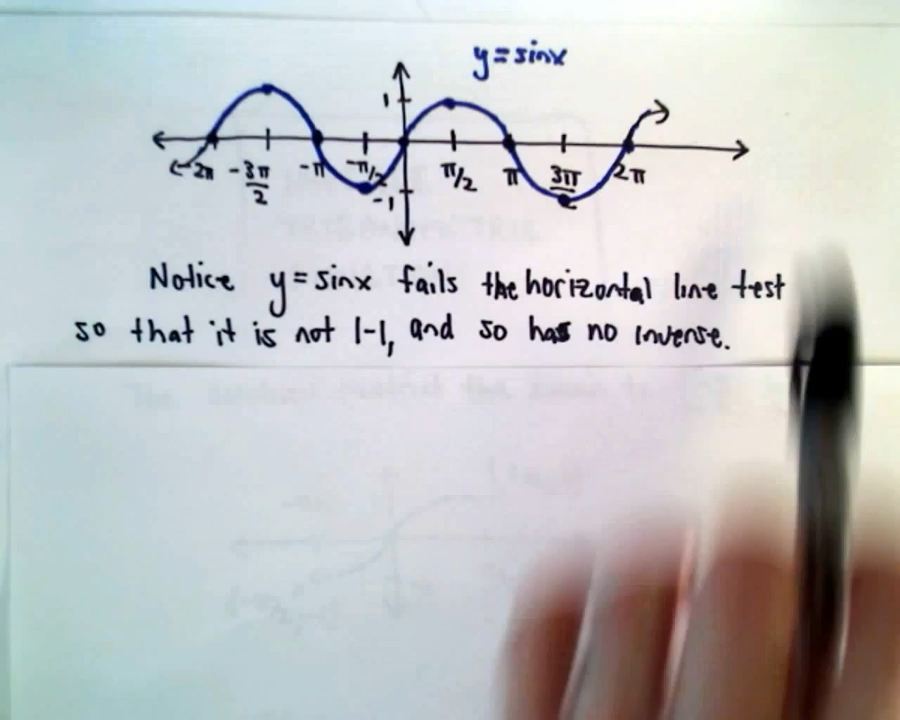 y=sinx
1
-2π -3π/2 -π -π/2 π/2 π 3π/2 2π
-1
Notice y=sinx fails the horizontal line test
so that it is not 1-1, and so has no inverse.